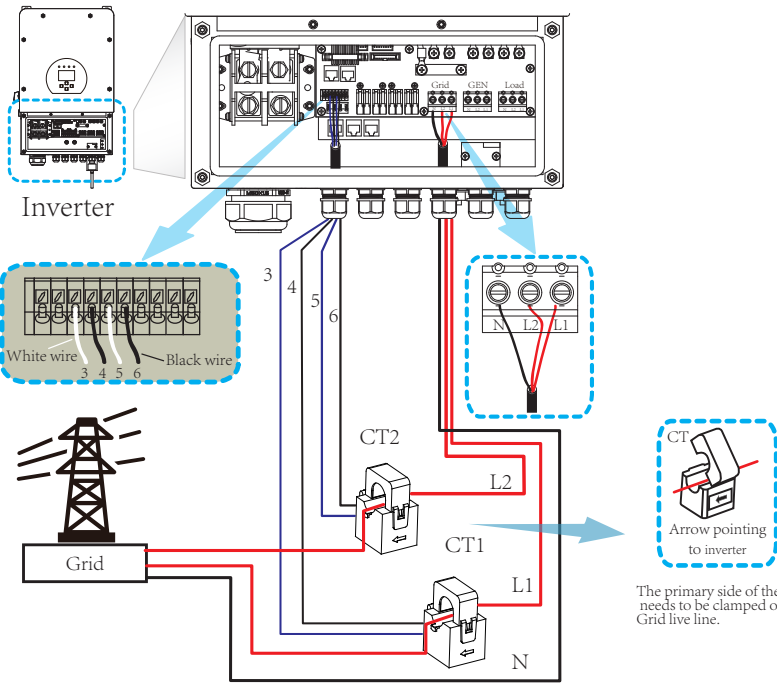 Grid
GEN
Load
Inverter
3
4
5
6
N
L2
L1
White wire
Black wire
3 4 5 6
CT2
L2
CT
Arrow pointing
to inverter
CT1
Grid
L1
The primary side of the
needs to be clamped o
Grid live line.
N